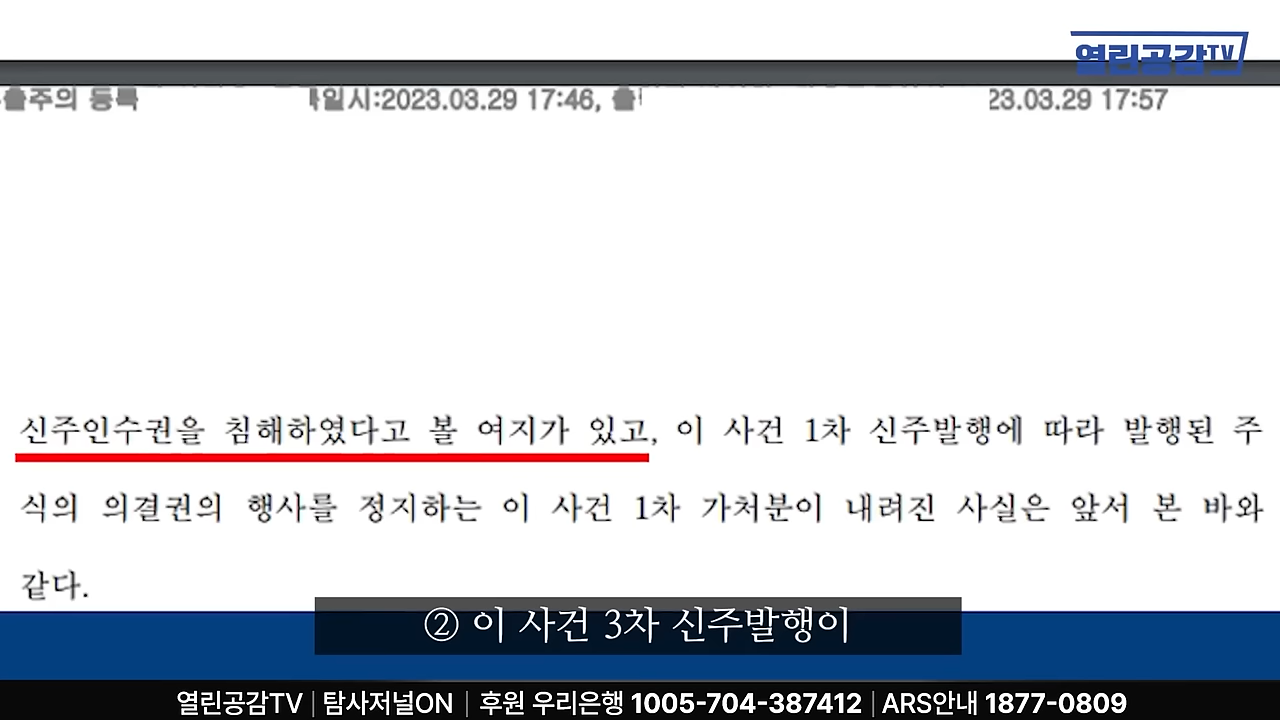 열린공감TV
출주의 등록 일시:2023.03.29 17:46, 출 23.03.29 17:57
신주인수권을 침해하였다고 볼 여지가 있고, 이 사건 1차 신주발행에 따라 발행된 주
식의 의결권의 행사를 정지하는 이 사건 1차 가처분이 내려진 사실은 앞서 본 바와
같다.
② 이 사건 3차 신주발행이
열린공감TV | 탐사저널ON | 후원 우리은행 1005-704-387412 | ARS안내 1877-0809